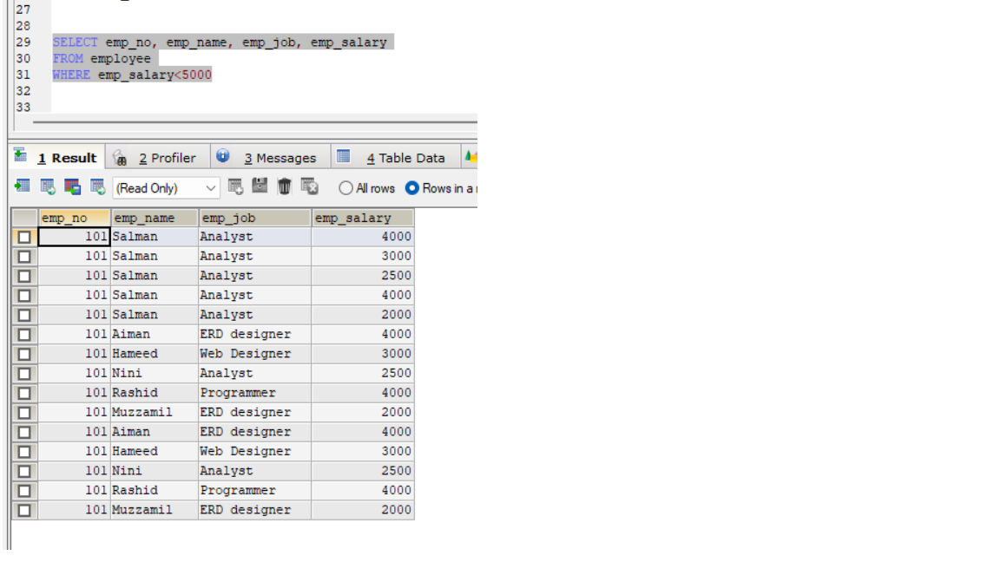 27
28
29 SELECT emp_no, emp_name, emp_job, emp_salary
30 FROM employee
31 WHERE emp_salary<5000
32
33
1 Result 2 Profiler 3 Messages 4 Table Data
(Read Only) All rows Rows in a
emp_no emp_name emp_job emp_salary
101 Salman Analyst 4000
101 Salman Analyst 3000
101 Salman Analyst 2500
101 Salman Analyst 4000
101 Salman Analyst 2000
101 Aiman ERD designer 4000
101 Hameed Web Designer 3000
101 Nini Analyst 2500
101 Rashid Programmer 4000
101 Muzzamil ERD designer 2000
101 Aiman ERD designer 4000
101 Hameed Web Designer 3000
101 Nini Analyst 2500
101 Rashid Programmer 4000
101 Muzzamil ERD designer 2000